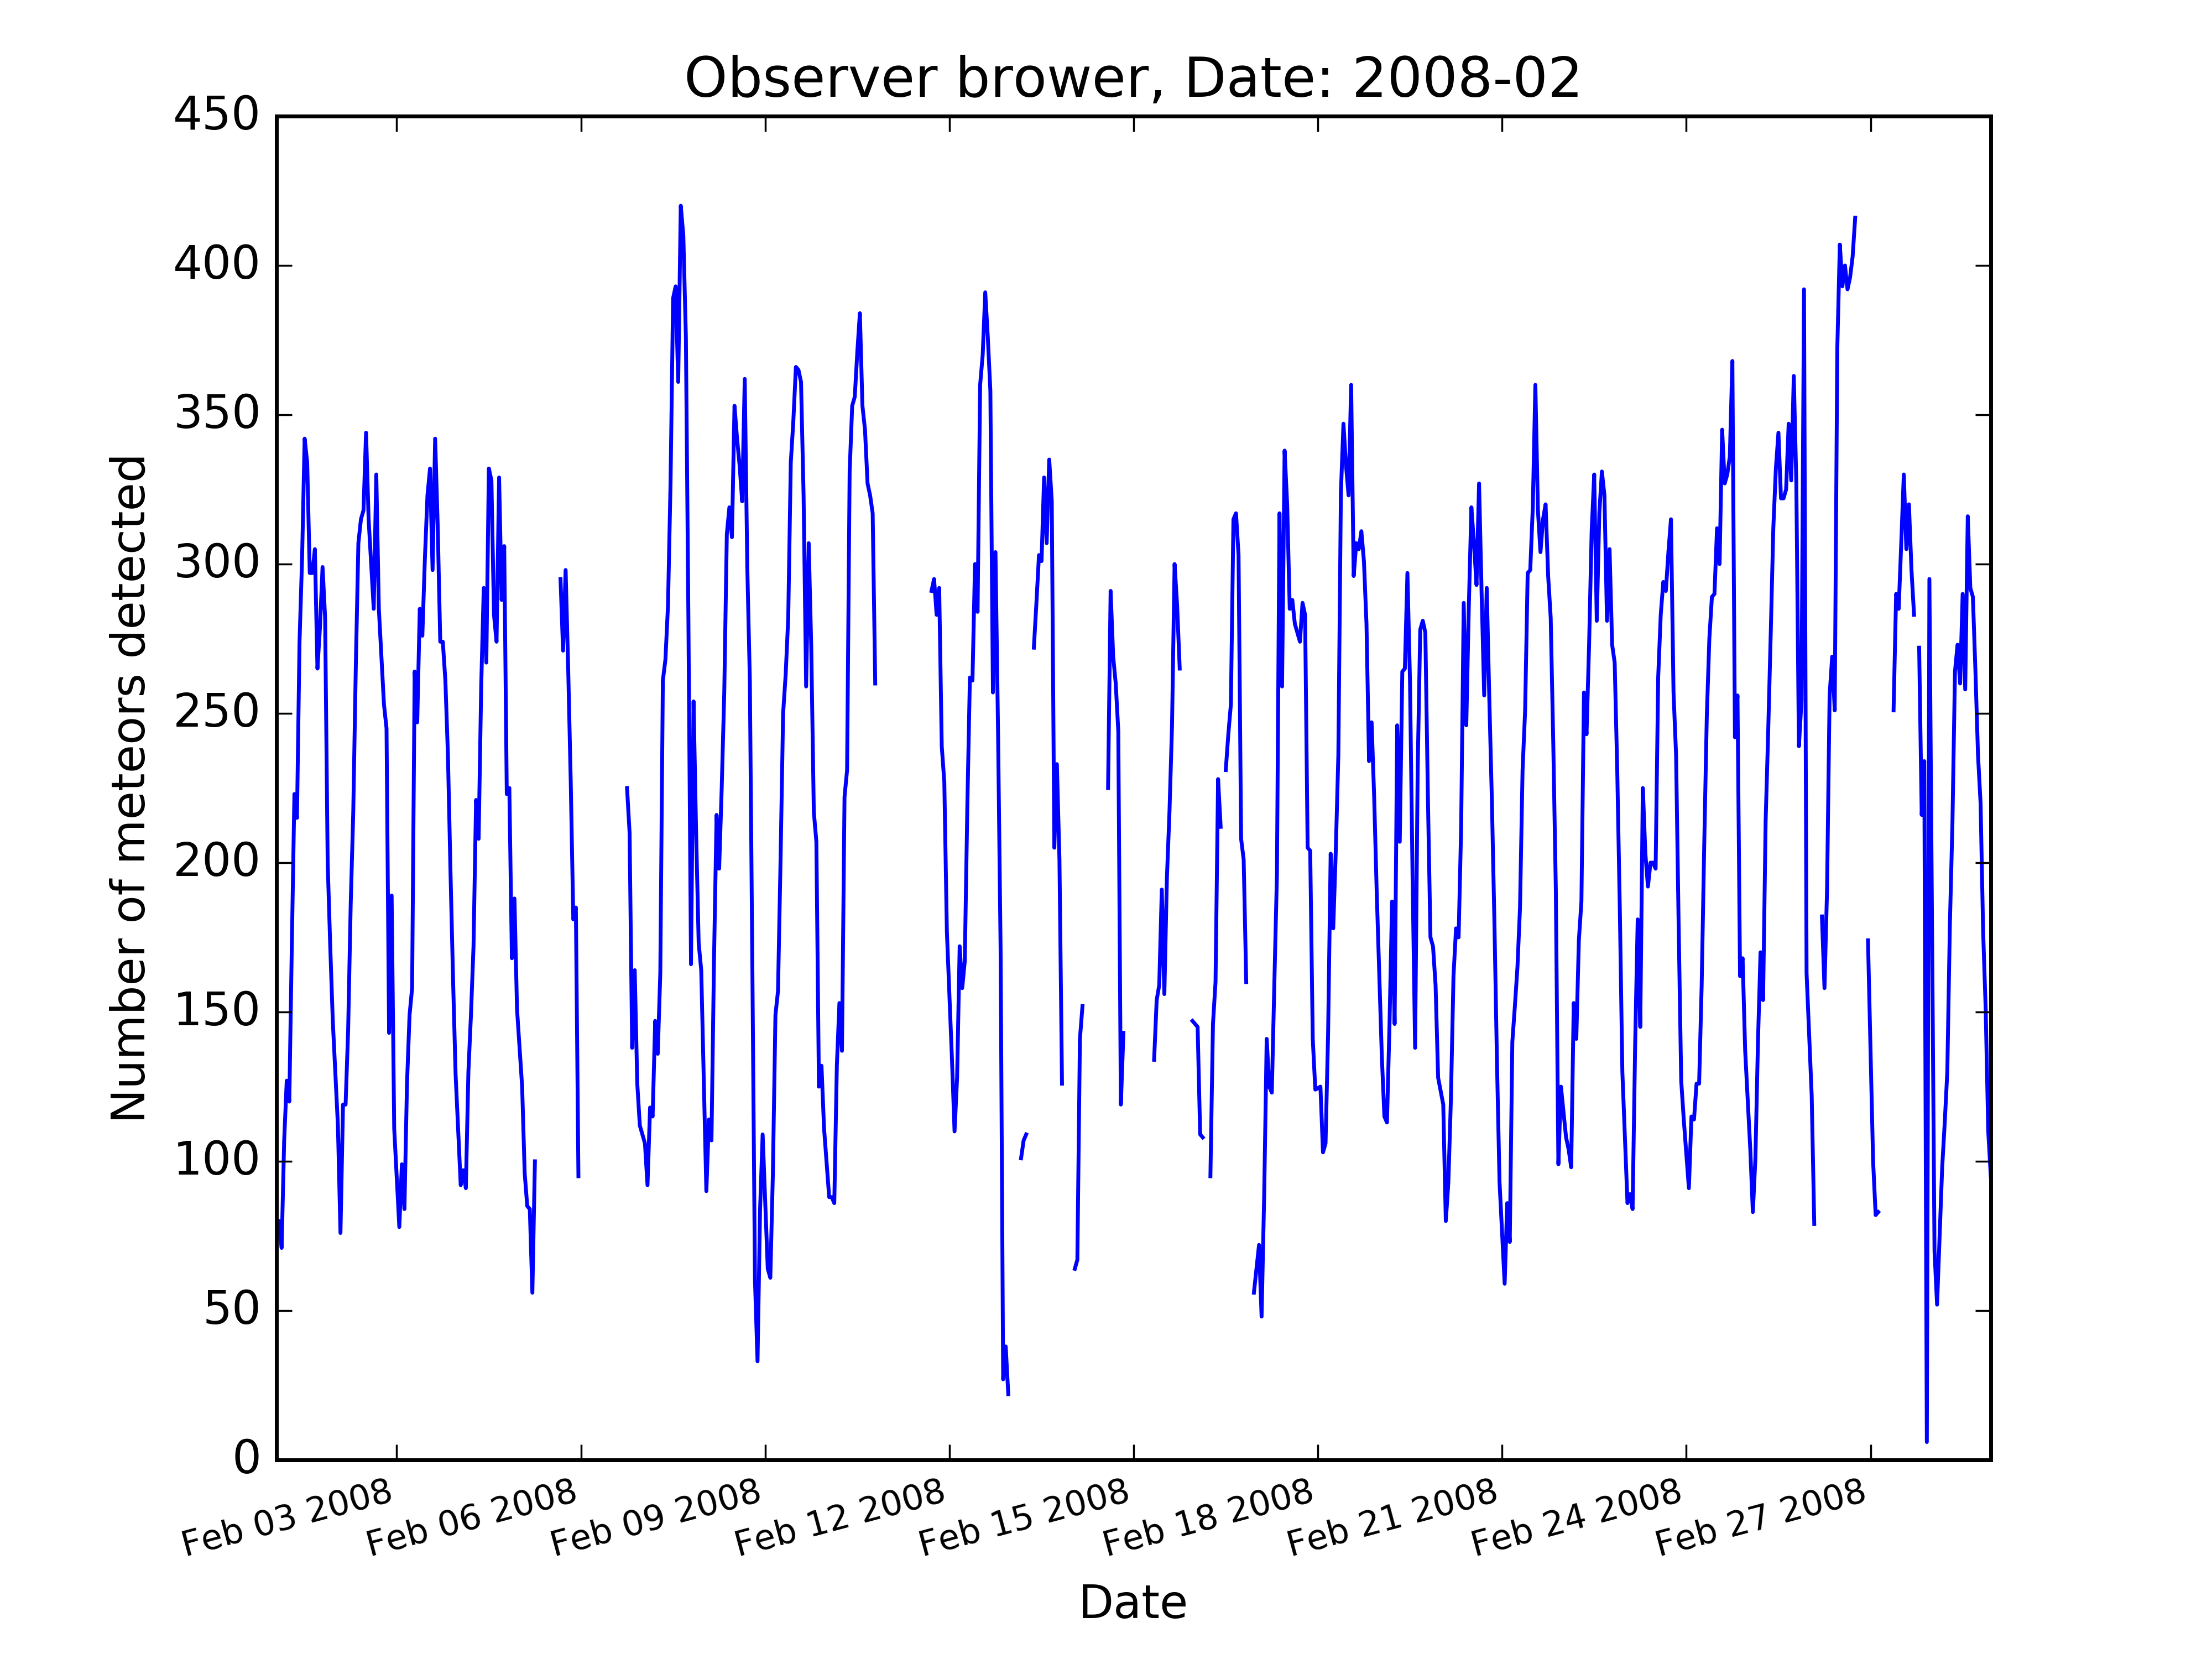 Observer brower, Date: 2008-02
450
400
350
300
250
200
150
100
50
0
Number of meteors detected
Feb 03 2008
Feb 06 2008
Feb 09 2008
Feb 12 2008
Feb 15 2008
Feb 18 2008
Feb 21 2008
Feb 24 2008
Feb 27 2008
Date